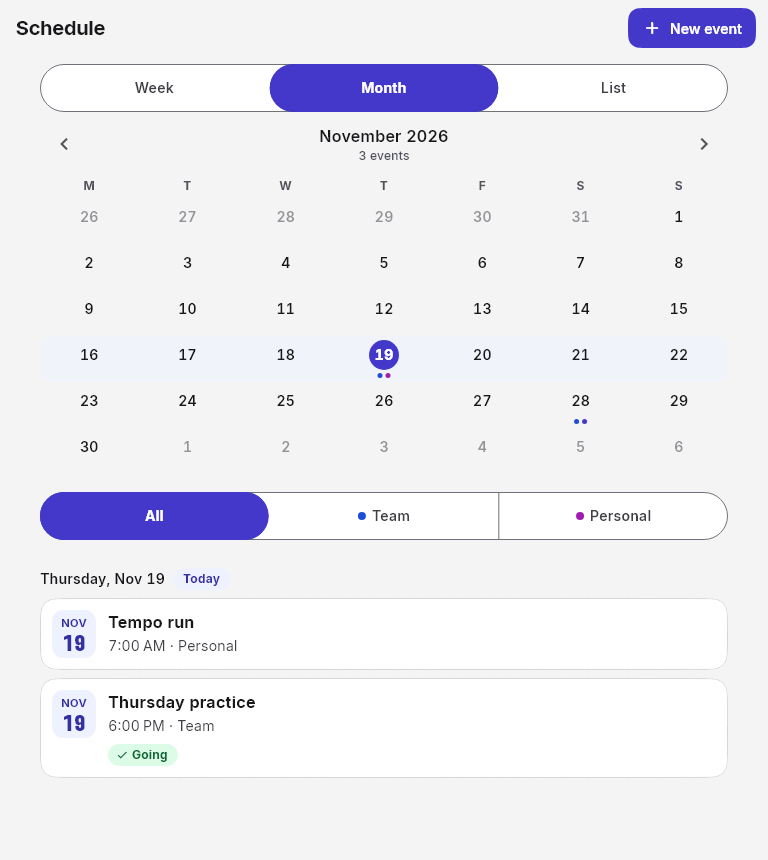 Schedule
New event
Week Month List
November 2026
3 events
M T W T F S S
26 27 28 29 30 31 1
2 3 4 5 6 7 8
9 10 11 12 13 14 15
16 17 18 19 20 21 22
23 24 25 26 27 28 29
30 1 2 3 4 5 6
All Team Personal
Thursday, Nov 19 Today
NOV
19
Tempo run
7:00 AM · Personal
NOV
19
Thursday practice
6:00 PM · Team
Going